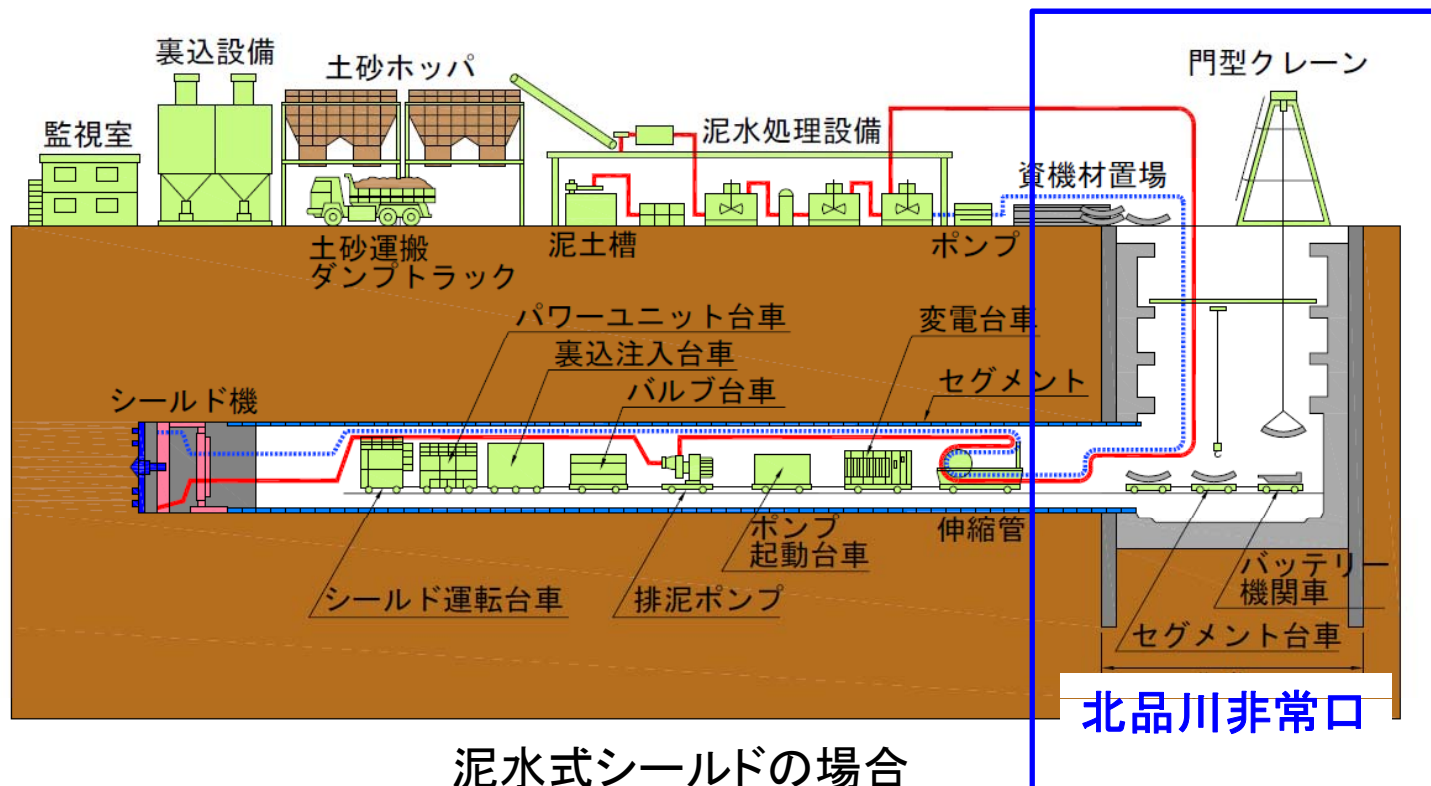 裏込設備
土砂ホッパ
門型クレーン
監視室
泥水処理設備
資機材置場
土砂運搬
ダンプトラック
泥土槽
ポンプ
パワーユニット台車
変電台車
裏込注入台車
セグメント
バルブ台車
シールド機
ポンプ
起動台車
伸縮管
シールド運転台車
排泥ポンプ
バッテリー
機関車
セグメント台車
北品川非常口
泥水式シールドの場合